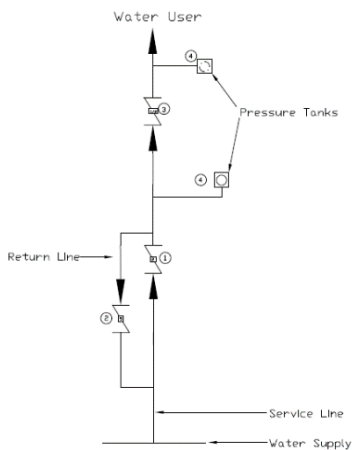 Water User
④
③
Pressure Tanks
④
Return Line
①
②
Service Line
Water Supply